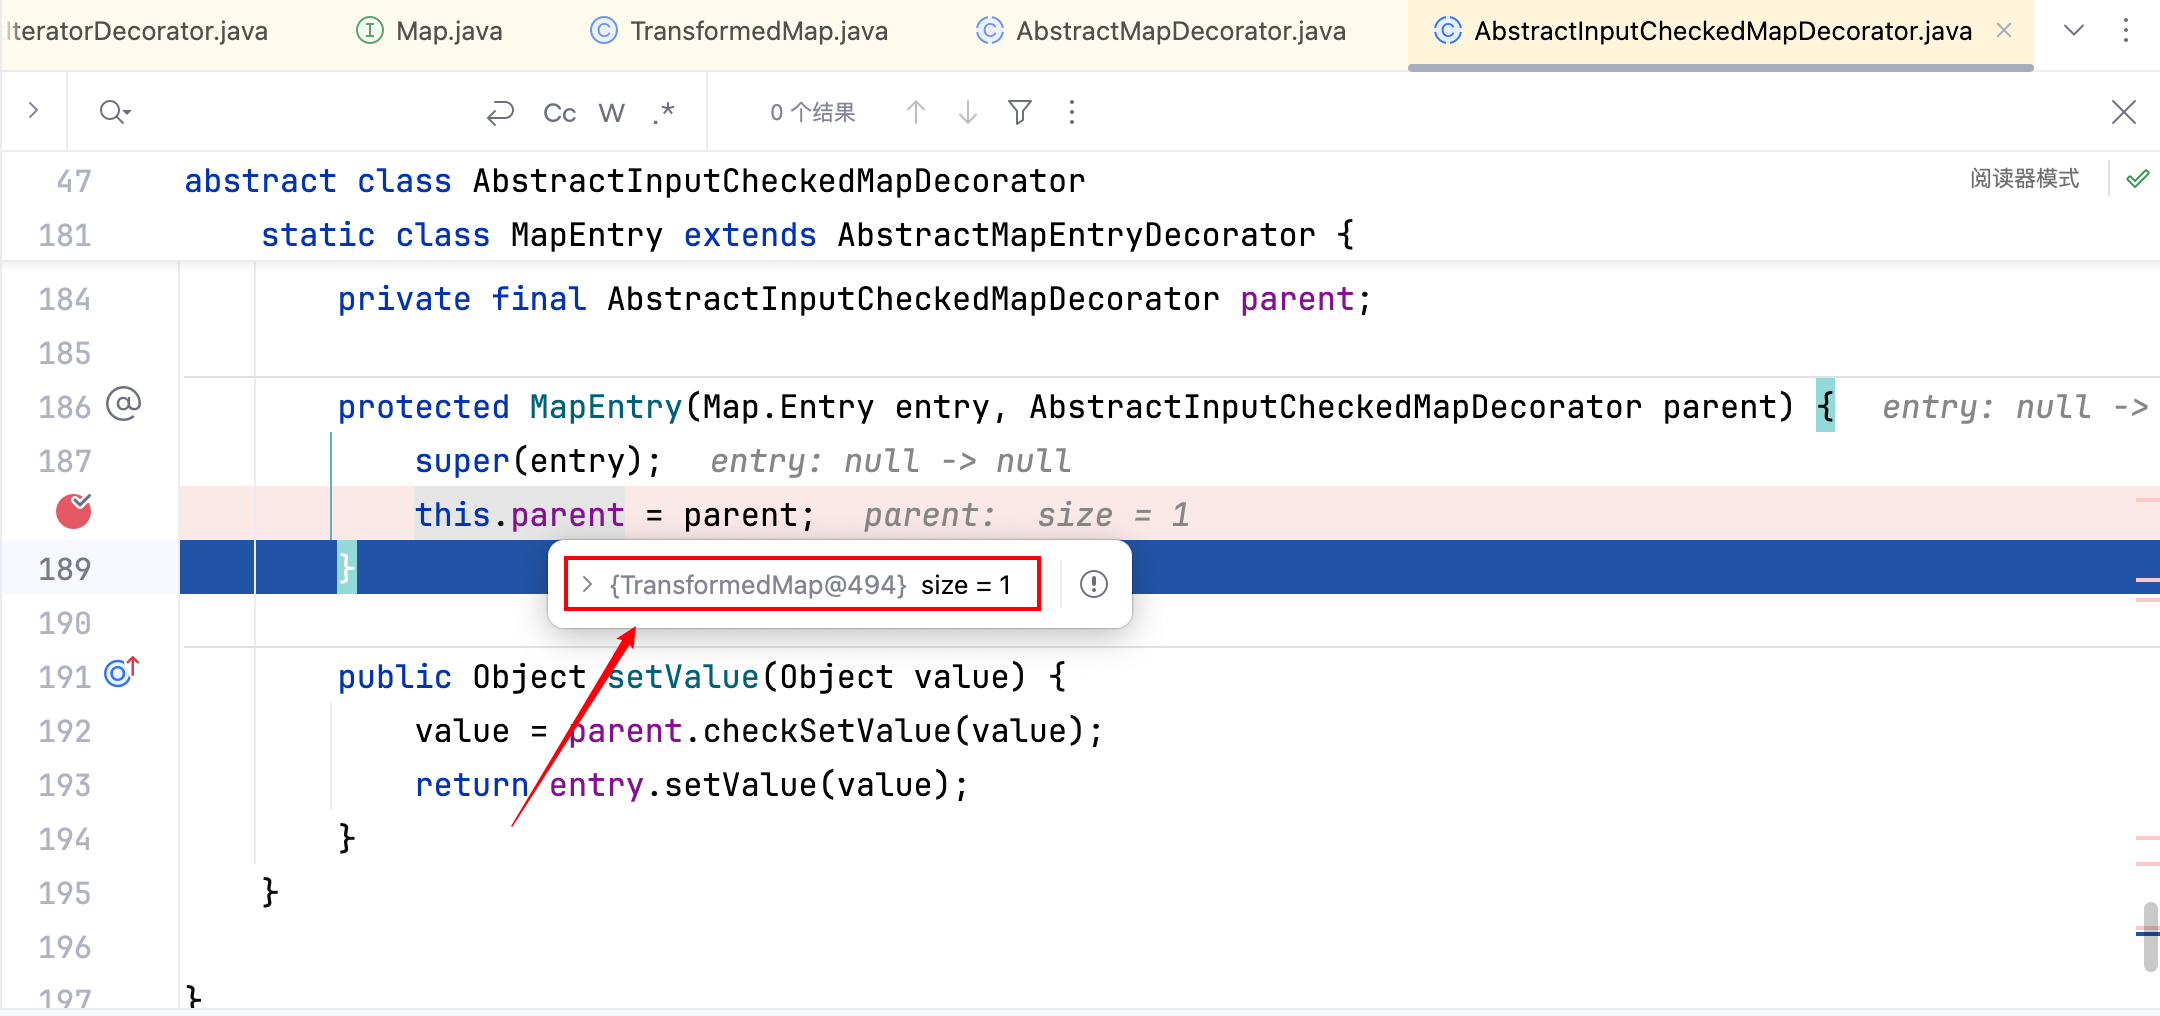 IteratorDecorator.java Map.java TransformedMap.java AbstractMapDecorator.java AbstractInputCheckedMapDecorator.java
Cc W .* 0 个结果
47 abstract class AbstractInputCheckedMapDecorator 阅读器模式
181 static class MapEntry extends AbstractMapEntryDecorator {
184 private final AbstractInputCheckedMapDecorator parent;
185
186 protected MapEntry(Map.Entry entry, AbstractInputCheckedMapDecorator parent) { entry: null ->
187 super(entry); entry: null -> null
this.parent = parent; parent: size = 1
189 }
{TransformedMap@494} size = 1
190
191 public Object setValue(Object value) {
192 value = parent.checkSetValue(value);
193 return entry.setValue(value);
194 }
195 }
196
197 }